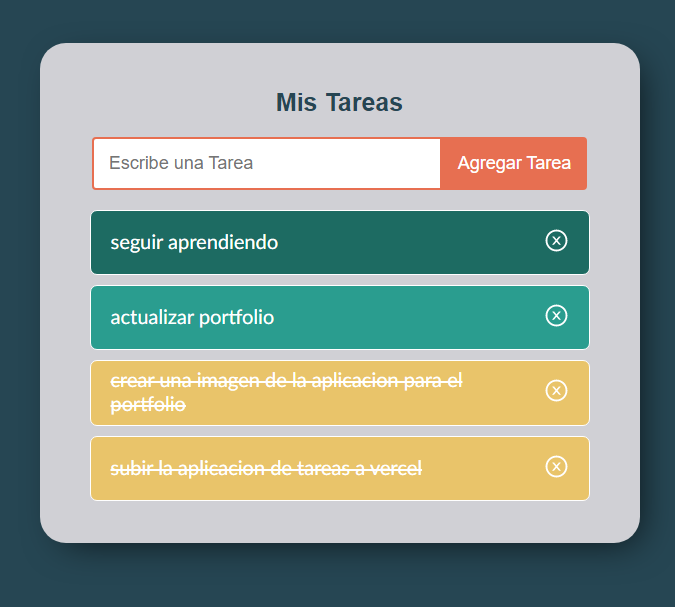 Mis Tareas
Escribe una Tarea
Agregar Tarea
seguir aprendiendo
actualizar portfolio
crear una imagen de la aplicacion para el
portfolio
subir la aplicacion de tareas a vercel